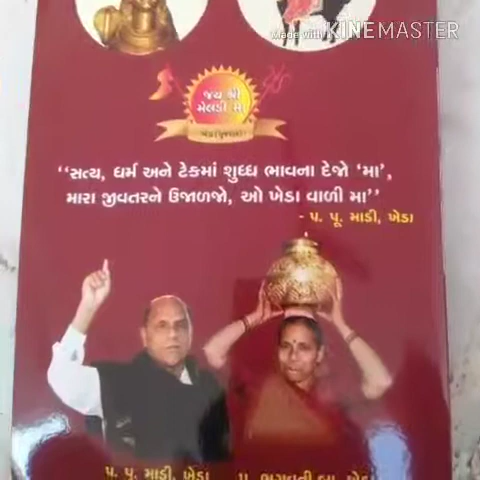 Made with KINEMASTER
જય શ્રી
મેલડી મા
“સત્ય, ધર્મ અને ટેકમાં શુધ્ધ ભાવના દેજો ‘મા’,
મારા જીવતરને ઉજાળજો, ઓ ખેડા વાળી મા”
- પ. પૂ. માડી, ખેડા
પ. પૂ. માડી, ખેડા